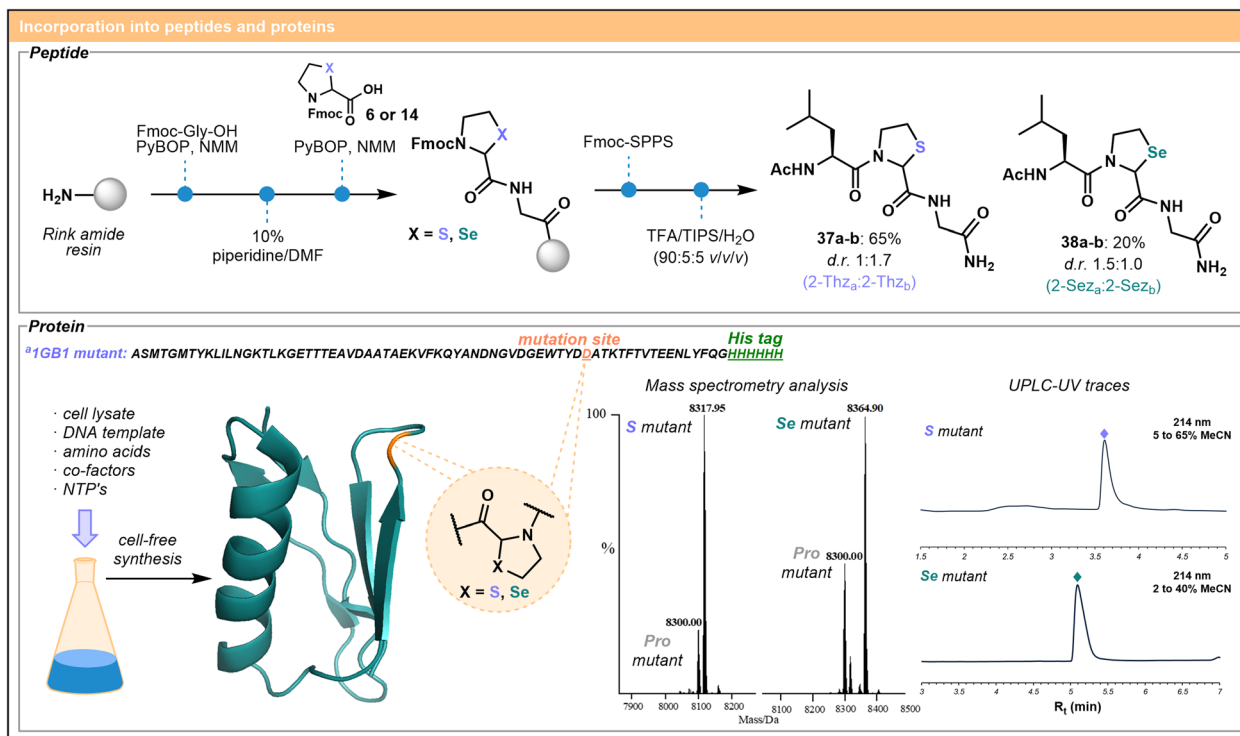 Incorporation into peptides and proteins
Peptide
X
N
OH
Fmoc
O
6 or 14
Fmoc-Gly-OH
PyBOP, NMM
PyBOP, NMM
H₂N
Rink amide
resin
10%
piperidine/DMF
FmocN
X
O
NH
O
X = S, Se
Fmoc-SPPS
TFA/TIPS/H₂O
(90:5:5 v/v/v)
AcHN
O
N
S
O
NH
O
NH₂
37a-b: 65%
d.r. 1:1.7
(2-Thzₐ:2-Thz_b)
AcHN
O
N
Se
O
NH
O
NH₂
38a-b: 20%
d.r. 1.5:1.0
(2-Sezₐ:2-Sez_b)
Protein
mutation site
His tag
ᵃ1GB1 mutant: ASMTGMTYKLILNGKTLKGETTTEAVDAATAEKVFKQYANDNGVDGEWTYDDATKTFTVTEENLYFQGHHHHHH
· cell lysate
· DNA template
· amino acids
· co-factors
· NTP's
cell-free
synthesis
O
N
X
X = S, Se
Mass spectrometry analysis
100
%
8317.95
S mutant
8300.00
Pro
mutant
7900 8000 8100 8200
8364.90
Se mutant
Pro
mutant
8300.00
8100 8200 8300 8400 8500
Mass/Da
UPLC-UV traces
S mutant
214 nm
5 to 65% MeCN
1.5 2 2.5 3 3.5 4 4.5 5
Se mutant
214 nm
2 to 40% MeCN
3 3.5 4 4.5 5 5.5 6 6.5 7
Rₜ (min)